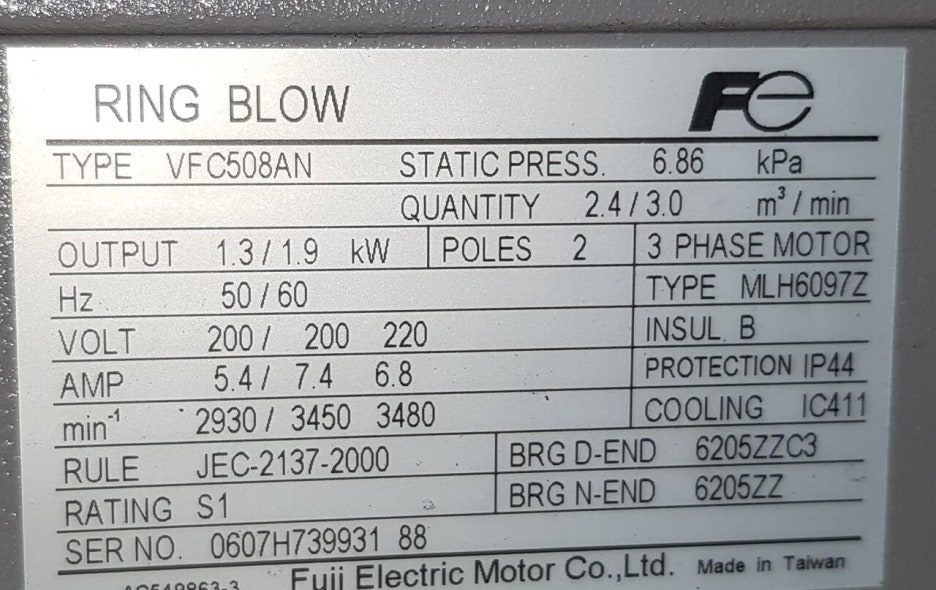 RING BLOW Fe
TYPE VFC508AN STATIC PRESS. 6.86 kPa
QUANTITY 2.4 / 3.0 m³ / min
OUTPUT 1.3 / 1.9 kW POLES 2 3 PHASE MOTOR
Hz 50 / 60 TYPE MLH6097Z
VOLT 200 / 200 220 INSUL B
AMP 5.4 / 7.4 6.8 PROTECTION IP44
min⁻¹ 2930 / 3450 3480 COOLING IC411
RULE JEC-2137-2000 BRG D-END 6205ZZC3
RATING S1 BRG N-END 6205ZZ
SER NO. 0607H739931 88
Fuji Electric Motor Co.,Ltd. Made in Taiwan